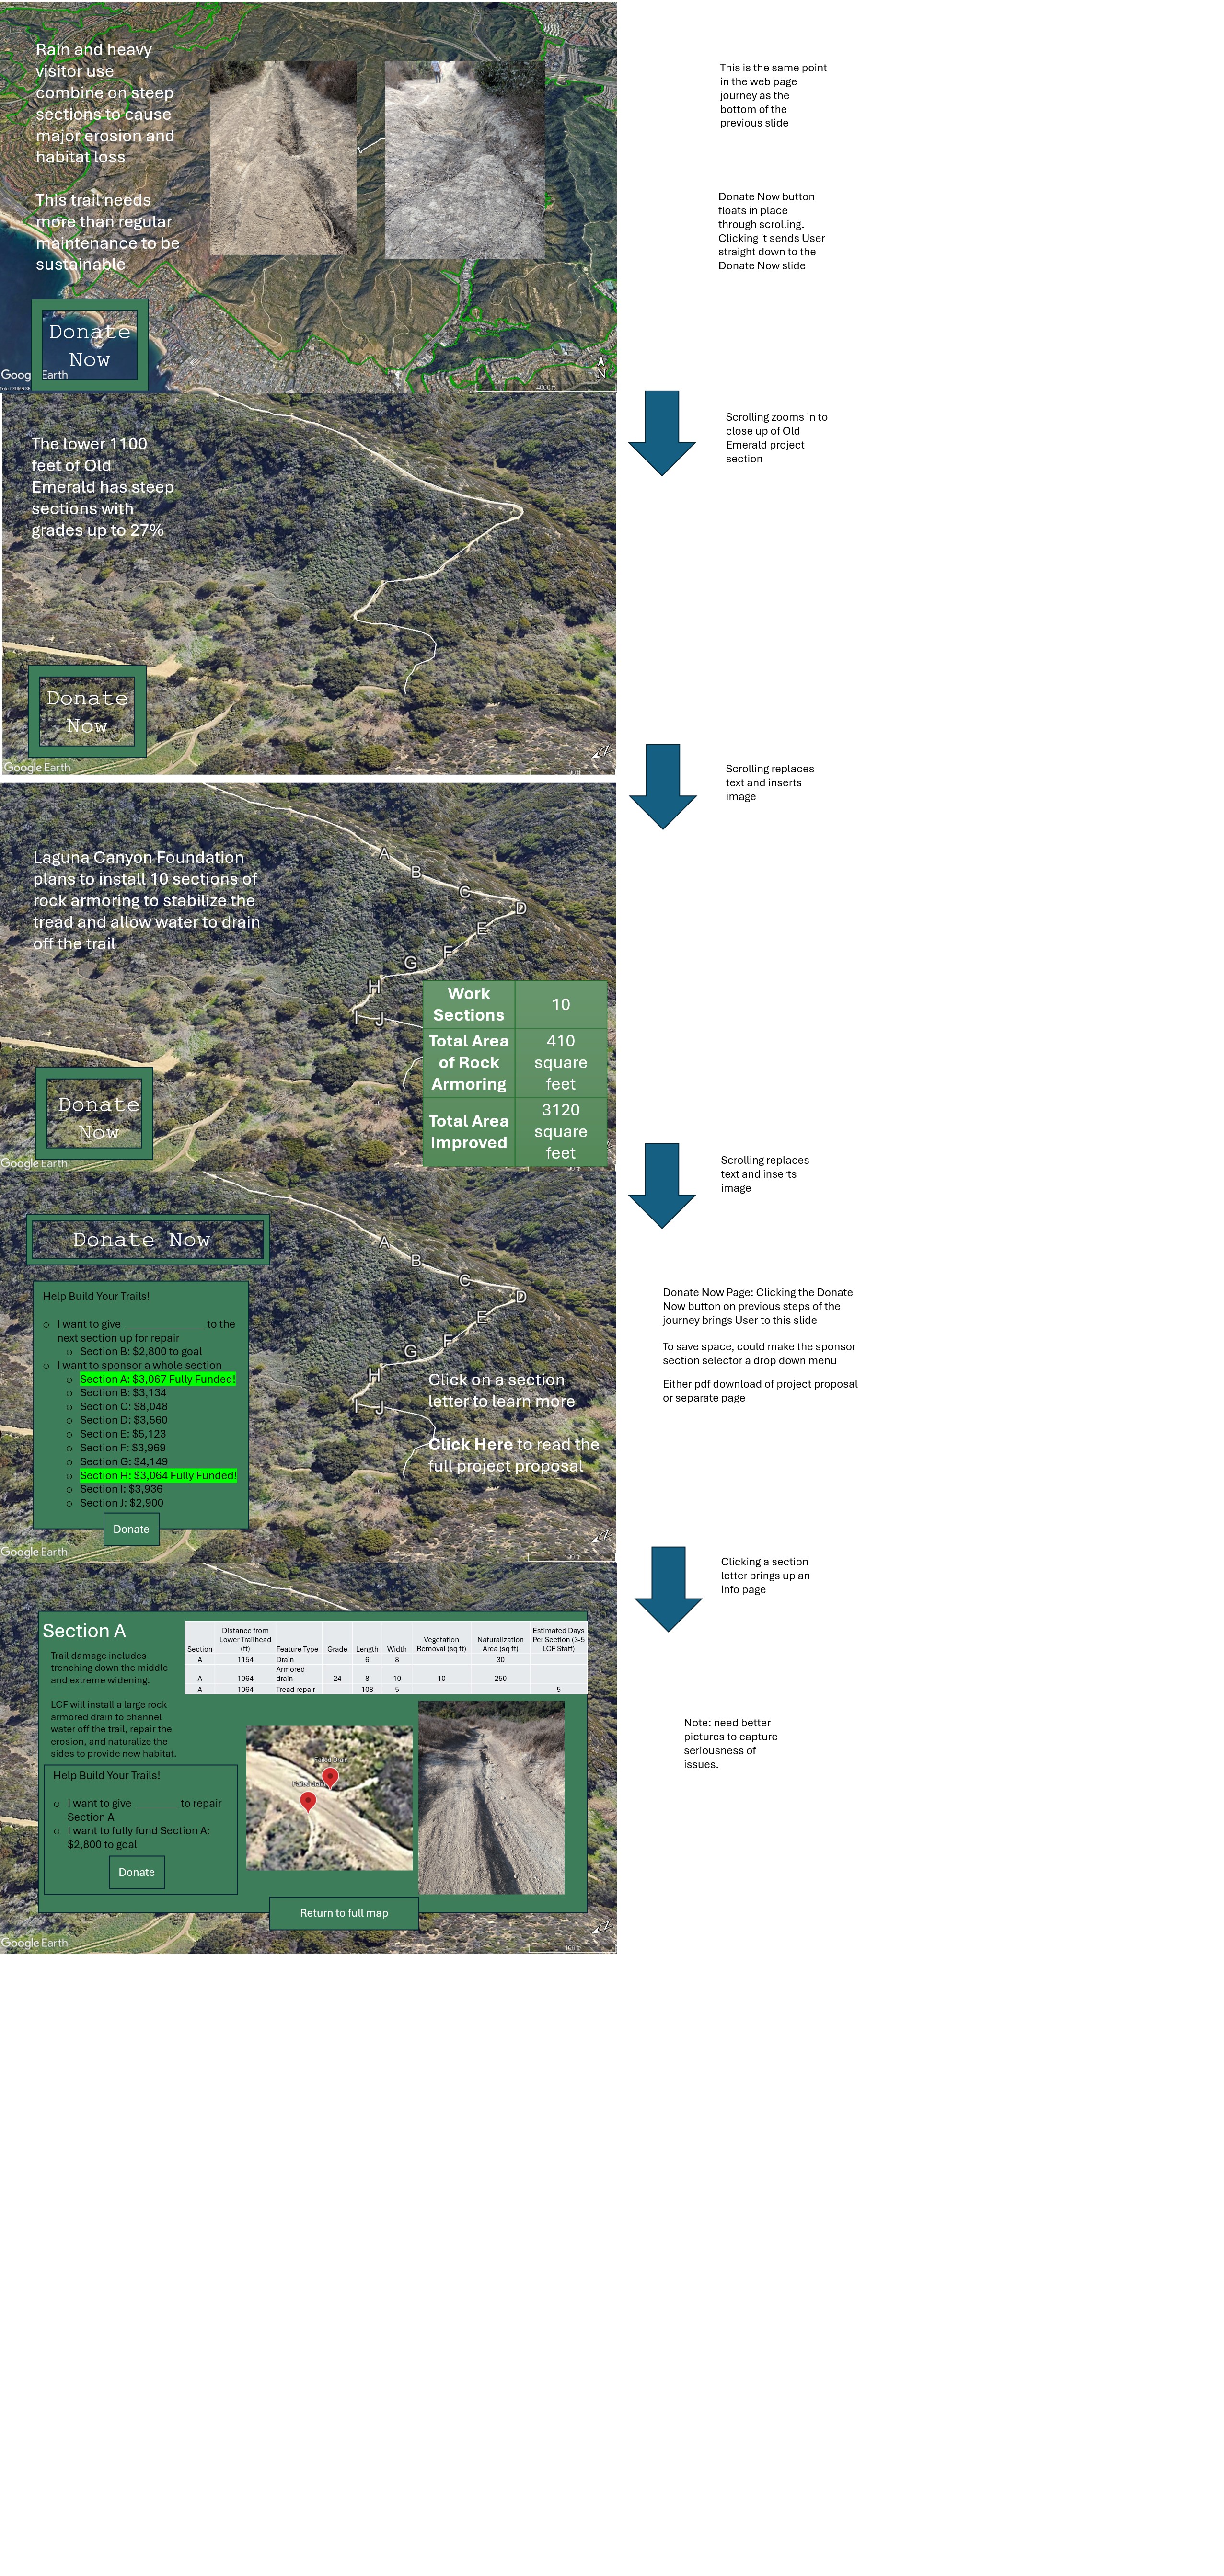 Rain and heavy
visitor use
combine on steep
sections to cause
major erosion and
habitat loss
This trail needs
more than regular
maintenance to be
sustainable
Donate
Now
Goog Earth
N
4000 ft
This is the same point
in the web page
journey as the
bottom of the
previous slide
Donate Now button
floats in place
through scrolling.
Clicking it sends User
straight down to the
Donate Now slide
The lower 1100
feet of Old
Emerald has steep
sections with
grades up to 27%
Donate
Now
Google Earth
Scrolling zooms in to
close up of Old
Emerald project
section
Scrolling replaces
text and inserts
image
Laguna Canyon Foundation
plans to install 10 sections of
rock armoring to stabilize the
tread and allow water to drain
off the trail
A
B
C
D
E
F
G
H
I
J
Work
Sections
10
Total Area
of Rock
Armoring
410
square
feet
Total Area
Improved
3120
square
feet
Donate
Now
Google Earth
Scrolling replaces
text and inserts
image
Donate Now
Help Build Your Trails!
o I want to give ______________ to the
next section up for repair
o Section B: $2,800 to goal
o I want to sponsor a whole section
o Section A: $3,067 Fully Funded!
o Section B: $3,134
o Section C: $8,048
o Section D: $3,560
o Section E: $5,123
o Section F: $3,969
o Section G: $4,149
o Section H: $3,064 Fully Funded!
o Section I: $3,936
o Section J: $2,900
Donate
A
B
C
D
E
F
G
H
I
J
Click on a section
letter to learn more
Click Here to read the
full project proposal
Google Earth
Donate Now Page: Clicking the Donate
Now button on previous steps of the
journey brings User to this slide
To save space, could make the sponsor
section selector a drop down menu
Either pdf download of project proposal
or separate page
Clicking a section
letter brings up an
info page
Section A
Trail damage includes
trenching down the middle
and extreme widening.
LCF will install a large rock
armored drain to channel
water off the trail, repair the
erosion, and naturalize the
sides to provide new habitat.
Section Distance from Lower Trailhead (ft) Feature Type Grade Length Width Vegetation Removal (sq ft) Naturalization Area (sq ft) Estimated Days Per Section (3-5 LCF Staff)
A 1154 Drain 6 8 30
A 1064 Armored drain 24 8 10 10 250
A 1064 Tread repair 108 5 5
Help Build Your Trails!
o I want to give _______ to repair
Section A
o I want to fully fund Section A:
$2,800 to goal
Donate
Return to full map
Google Earth
Note: need better
pictures to capture
seriousness of
issues.